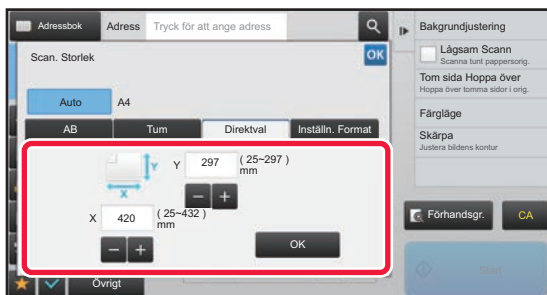 Adressbok
Adress
Tryck för att ange adress
Scan. Storlek
OK
Auto
A4
AB
Tum
Direktval
Inställn. Format
Y
X
Y
297
( 25~297 )
mm
X
420
( 25~432 )
mm
OK
Övrigt
Bakgrundjustering
Lågsam Scann
Scanna tunt pappersorig.
Tom sida Hoppa över
Hoppa över tomma sidor i orig.
Färgläge
Skärpa
Justera bildens kontur
Förhandsgr.
CA
Start